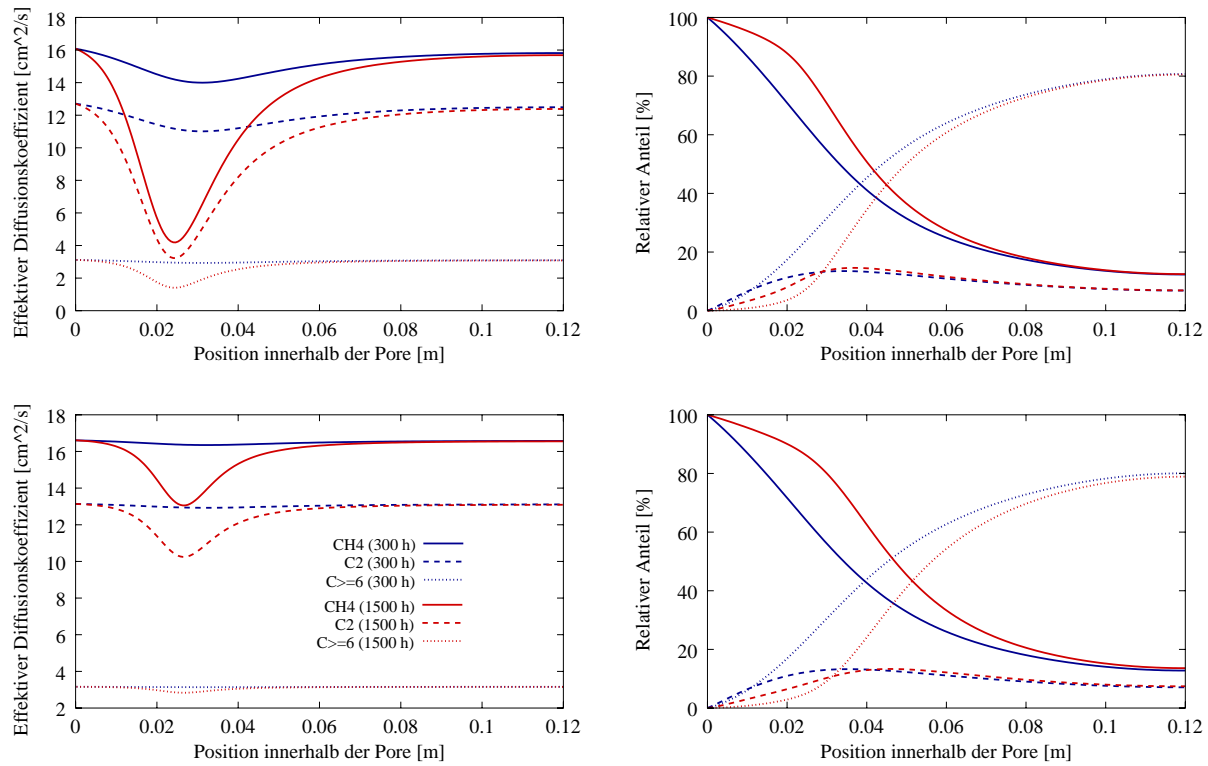 Effektiver Diffusionskoeffizient [cm^2/s]
18
16
14
12
10
8
6
4
2
0
0 0.02 0.04 0.06 0.08 0.1 0.12
Position innerhalb der Pore [m]
Relativer Anteil [%]
100
80
60
40
20
0
0 0.02 0.04 0.06 0.08 0.1 0.12
Position innerhalb der Pore [m]
Effektiver Diffusionskoeffizient [cm^2/s]
18
16
14
12
10
8
6
4
2
0 0.02 0.04 0.06 0.08 0.1 0.12
Position innerhalb der Pore [m]
CH4 (300 h)
C2 (300 h)
C>=6 (300 h)
CH4 (1500 h)
C2 (1500 h)
C>=6 (1500 h)
Relativer Anteil [%]
100
80
60
40
20
0
0 0.02 0.04 0.06 0.08 0.1 0.12
Position innerhalb der Pore [m]